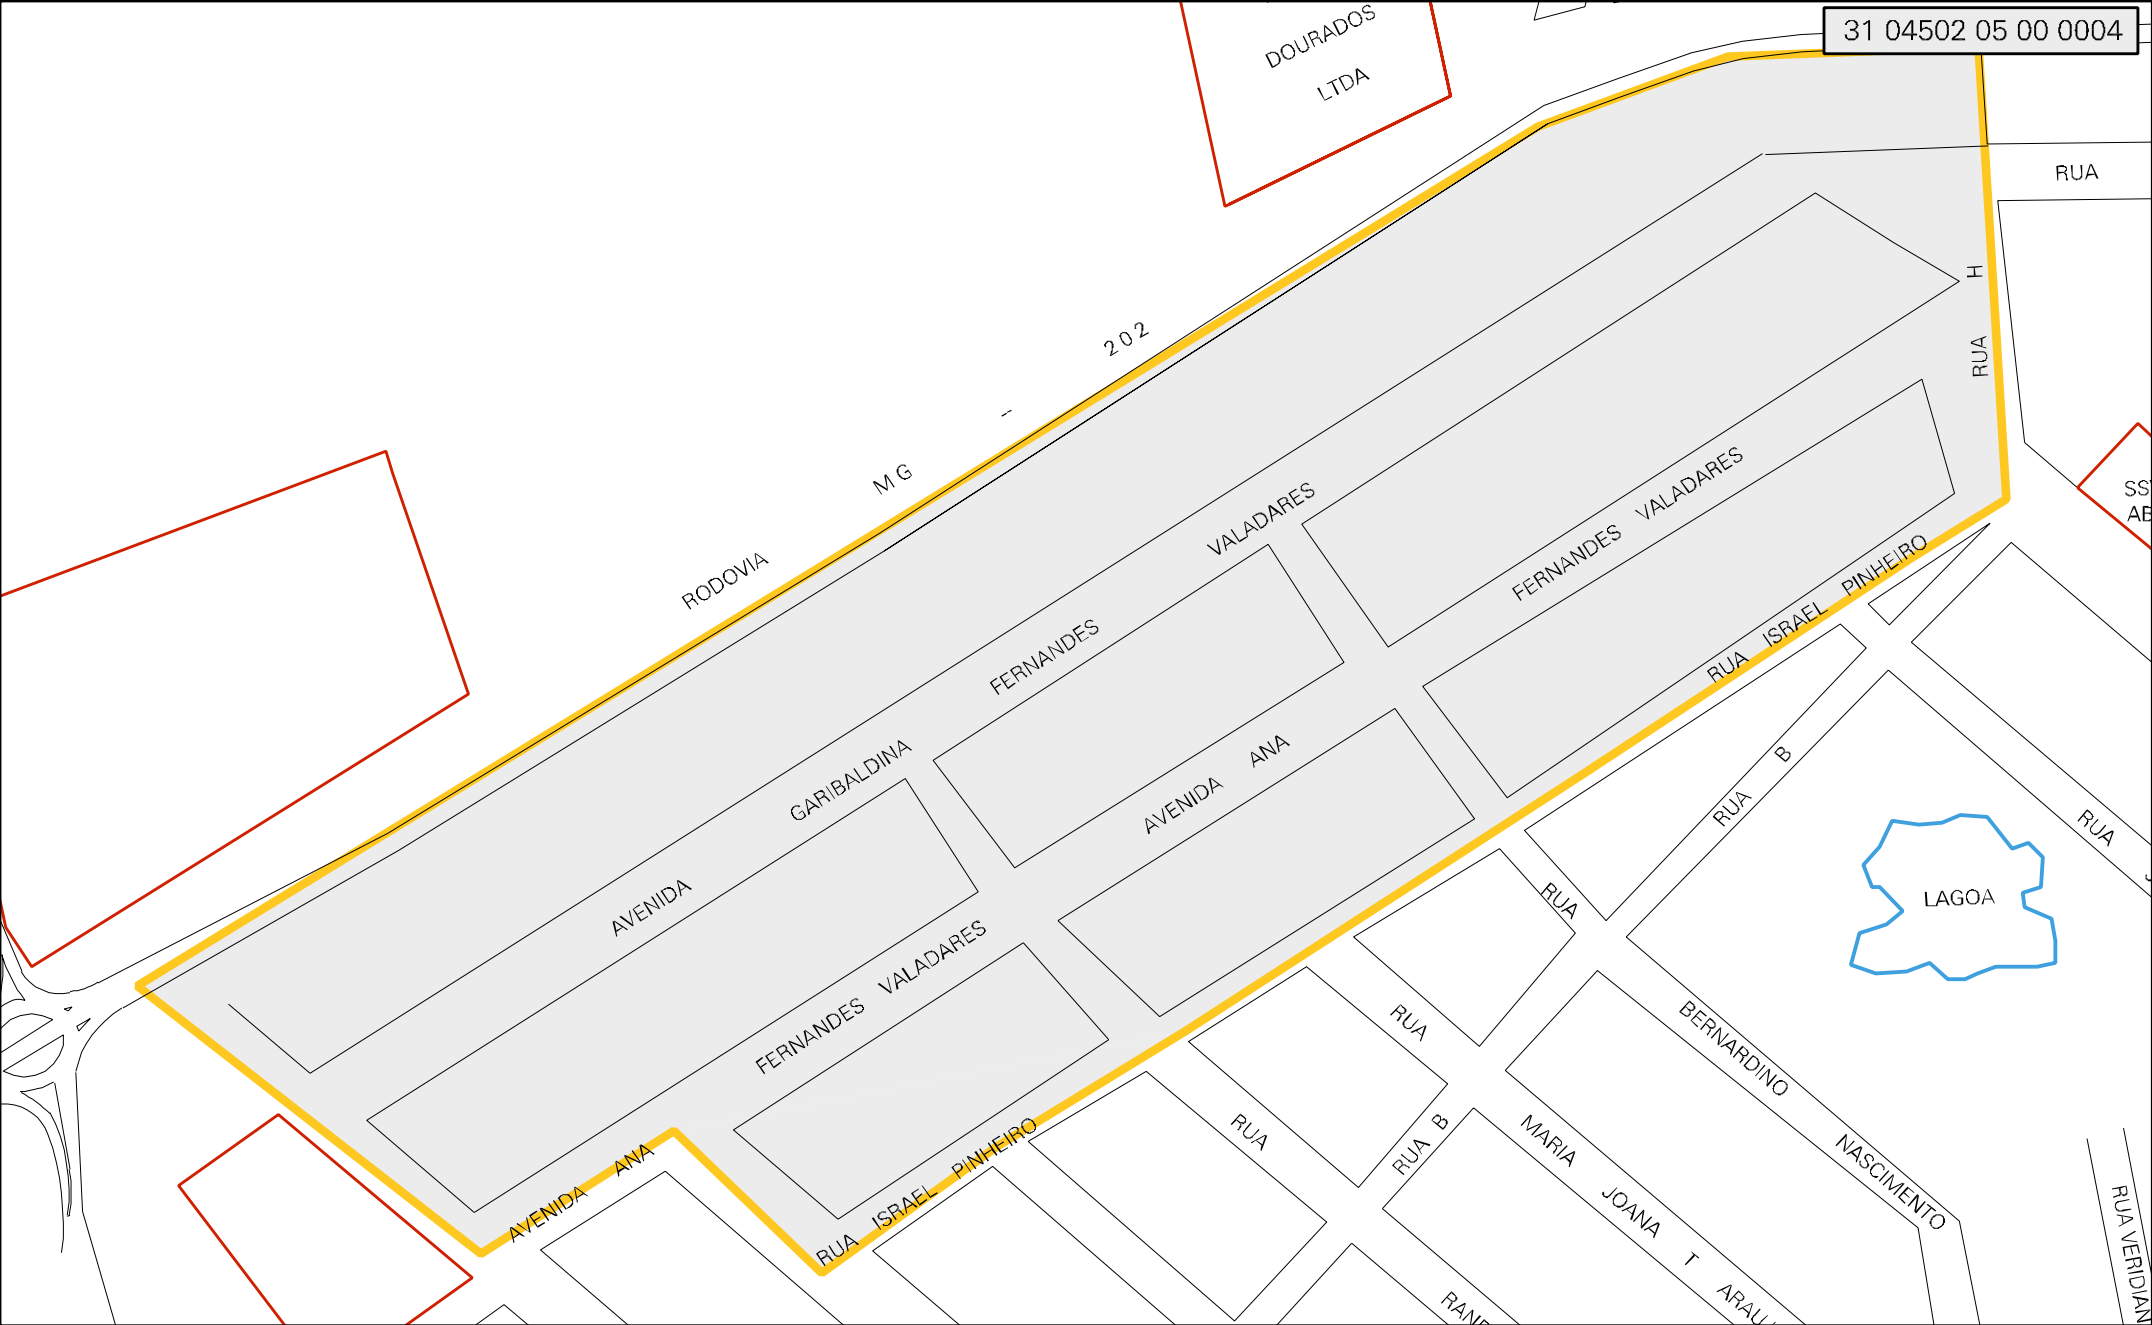 31 04502 05 00 0004
DOURADOS
LTDA
RUA
RUA H
RODOVIA MG - 202
AVENIDA GARIBALDINA FERNANDES VALADARES
AVENIDA ANA FERNANDES VALADARES
AVENIDA ANA FERNANDES VALADARES
RUA ISRAEL PINHEIRO
RUA ISRAEL PINHEIRO
RUA B
RUA
LAGOA
RUA BERNARDINO NASCIMENTO
RUA MARIA JOANA T
RUA
RUA B